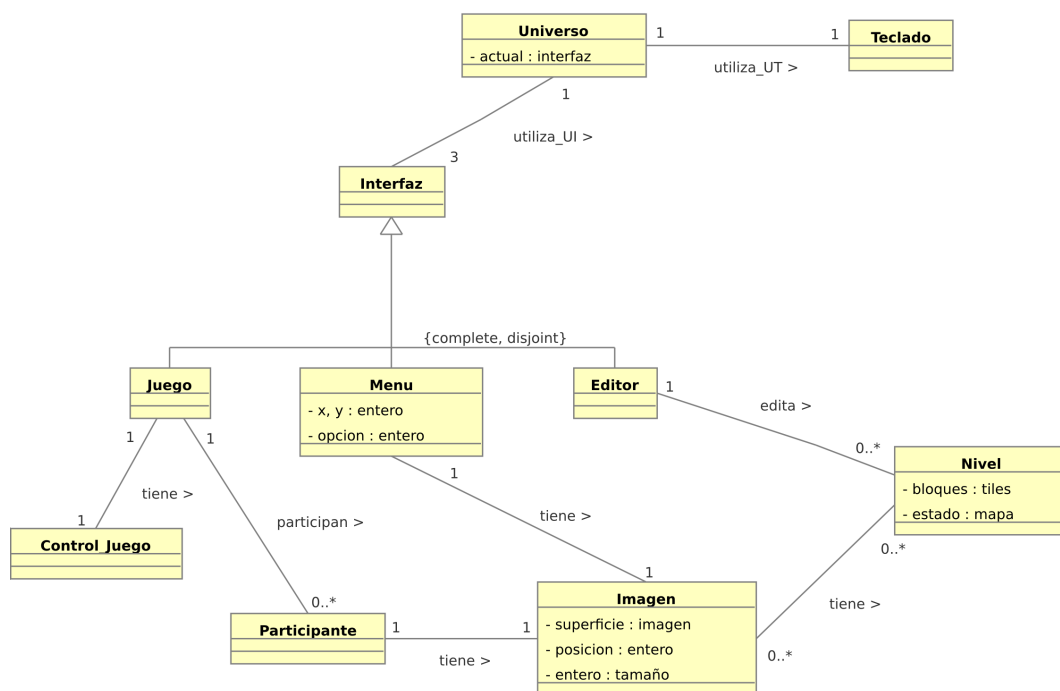 Universo
- actual : interfaz
1
1
Teclado
utiliza_UT >
1
utiliza_UI >
3
Interfaz
{complete, disjoint}
Juego
Menu
- x, y : entero
- opcion : entero
Editor
1
edita >
0..*
Nivel
- bloques : tiles
- estado : mapa
1
tiene >
1
Control_Juego
1
participan >
0..*
Participante
1
tiene >
1
1
tiene >
1
Imagen
- superficie : imagen
- posicion : entero
- entero : tamaño
0..*
tiene >
0..*